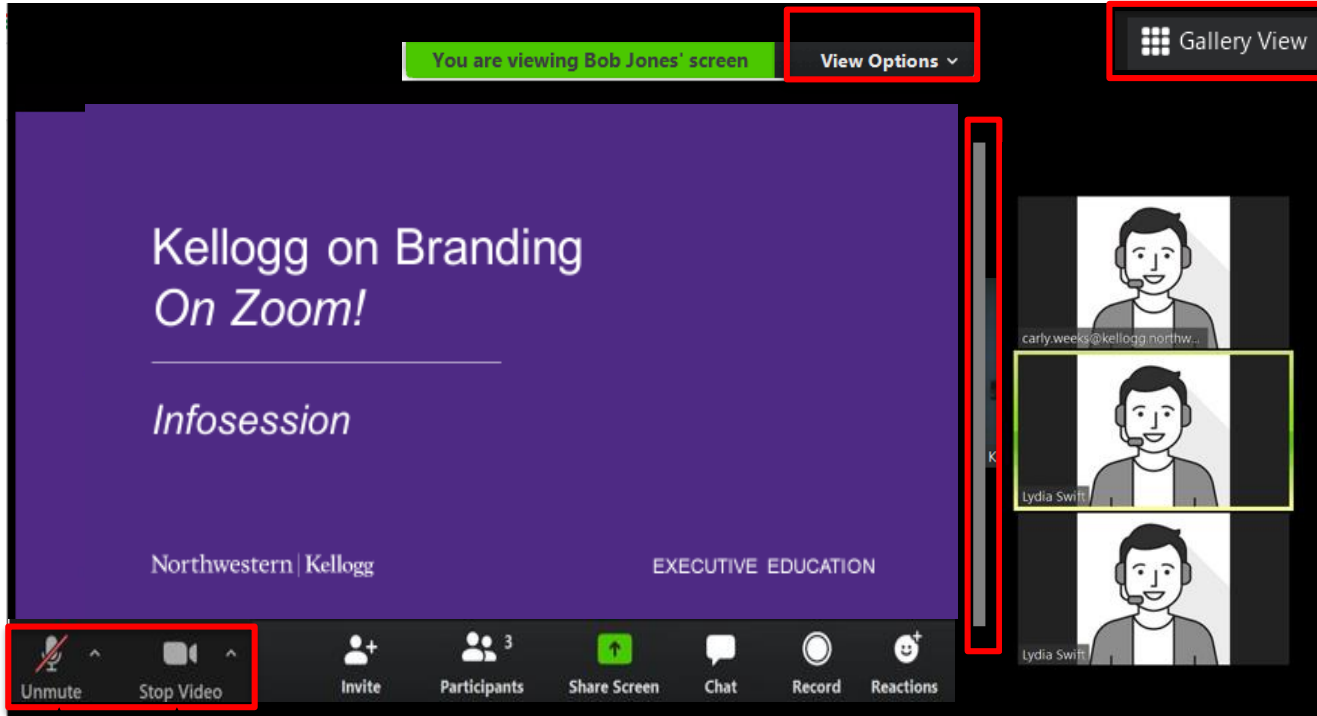 You are viewing Bob Jones' screen
View Options
Gallery View
Kellogg on Branding
On Zoom!
Infosession
Northwestern | Kellogg
EXECUTIVE EDUCATION
carly.weeks@kellogg.northw...
K
Lydia Swift
Lydia Swift
Unmute
Stop Video
Invite
3
Participants
Share Screen
Chat
Record
Reactions